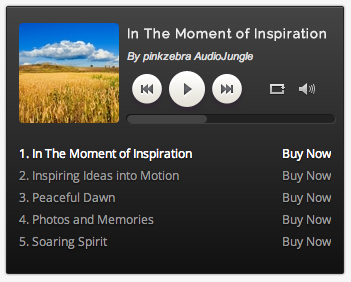 In The Moment of Inspiration
By pinkzebra AudioJungle
1. In The Moment of Inspiration Buy Now
2. Inspiring Ideas into Motion Buy Now
3. Peaceful Dawn Buy Now
4. Photos and Memories Buy Now
5. Soaring Spirit Buy Now